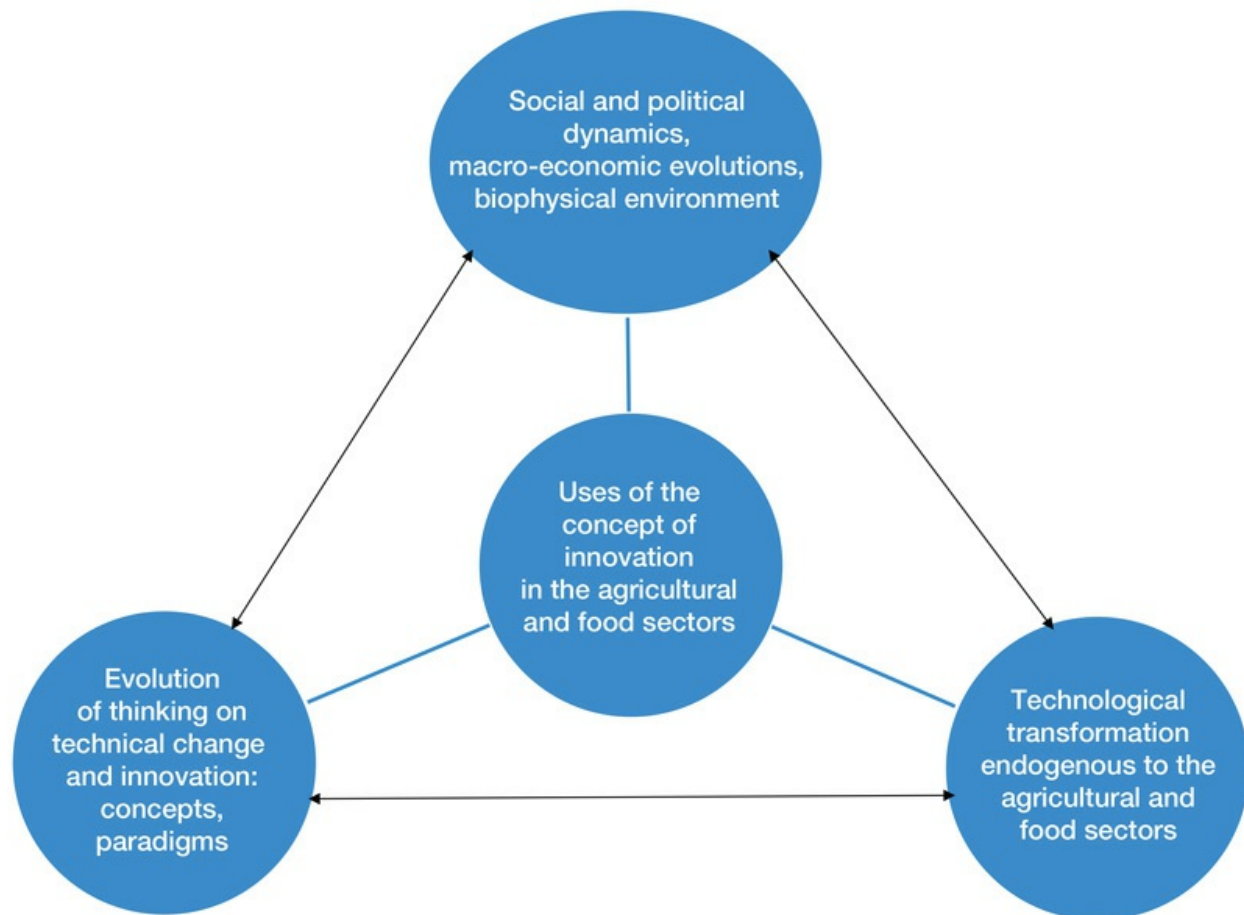 Social and political
dynamics,
macro-economic evolutions,
biophysical environment
Uses of the
concept of
innovation
in the agricultural
and food sectors
Evolution
of thinking on
technical change
and innovation:
concepts,
paradigms
Technological
transformation
endogenous to the
agricultural and
food sectors